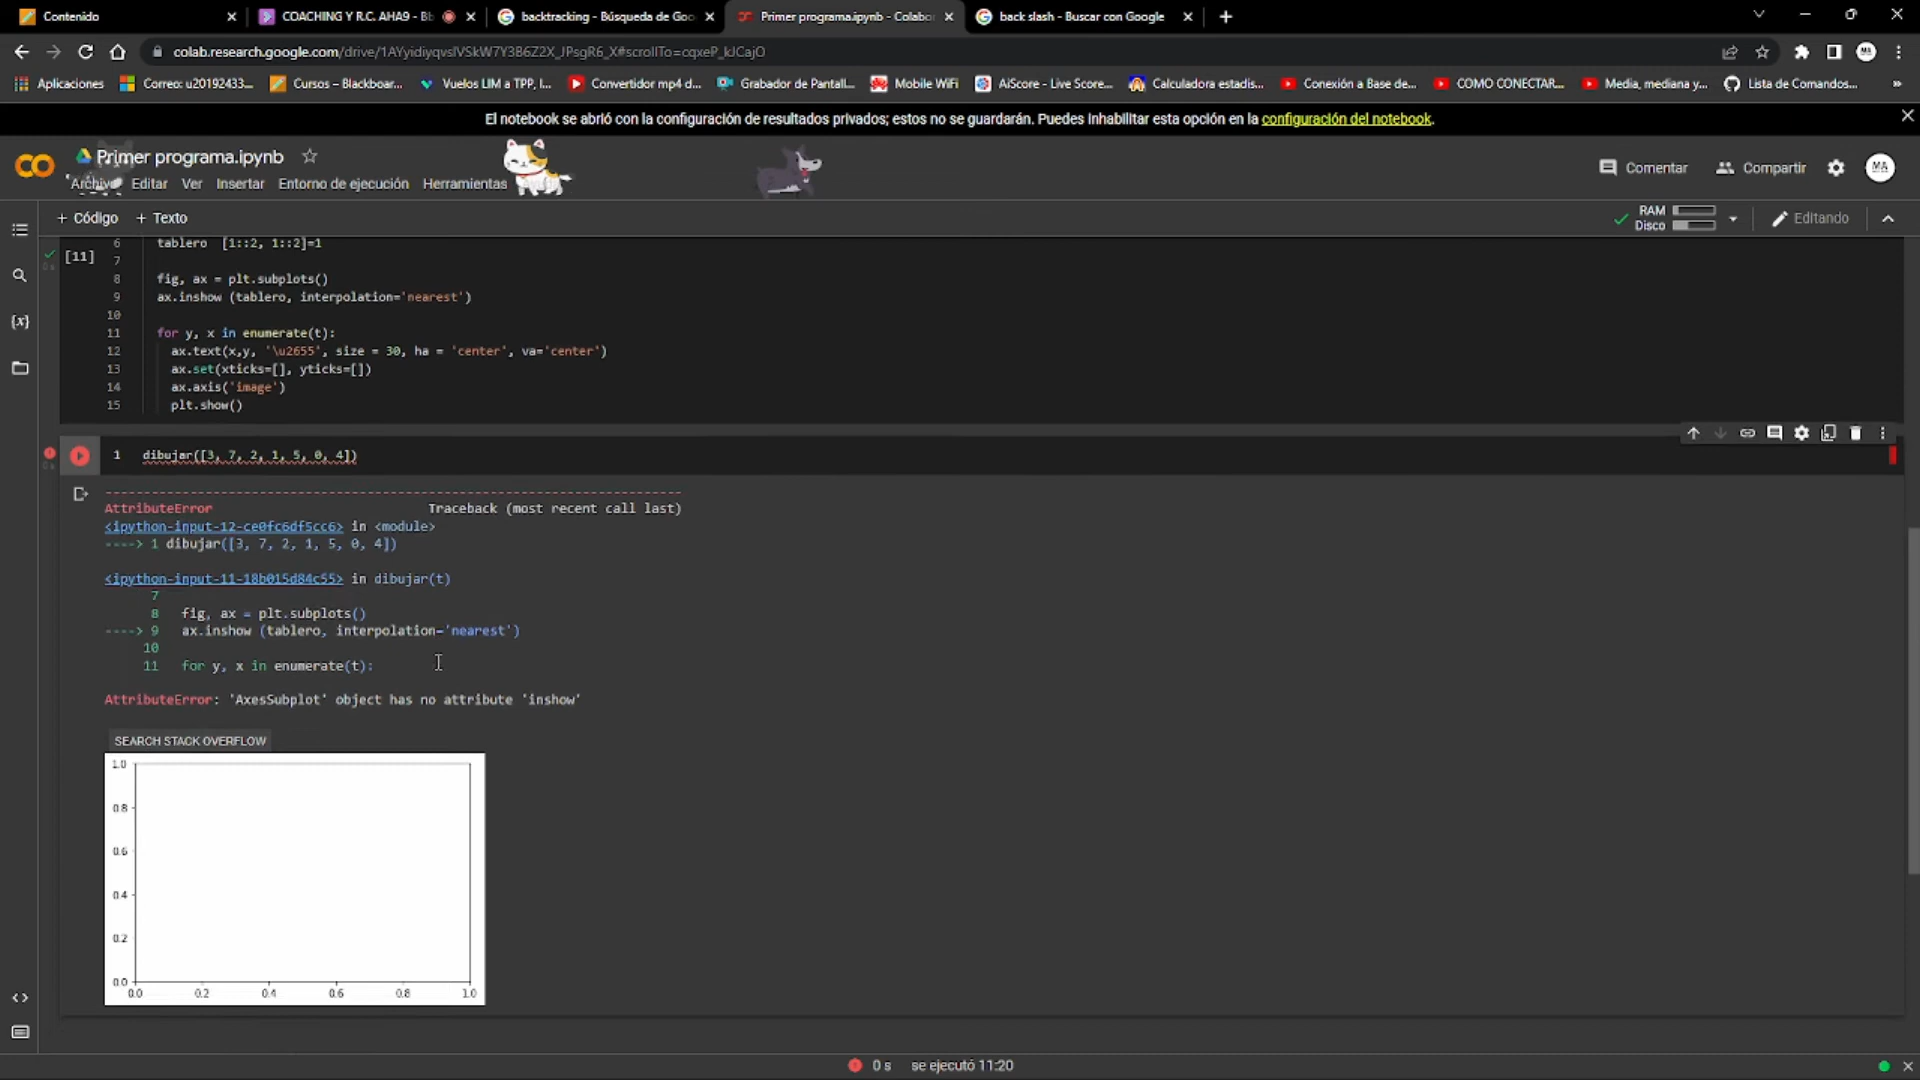 Contenido
COACHING Y R.C. AHA9 - Bb
backtracking - Búsqueda de Goo
Primer programa.ipynb - Colabor
back slash - Buscar con Google
colab.research.google.com
Aplicaciones
Correo: u20192433...
Cursos – Blackboar...
Vuelos LIM a TPP, l...
Convertidor mp4 d...
Grabador de Pantall...
Mobile WiFi
AiScore - Live Score...
Calculadora estadis...
Conexión a Base de...
COMO CONECTAR...
Media, mediana y...
Lista de Comandos...
El notebook se abrió con la configuración de resultados privados; estos no se guardarán. Puedes inhabilitar esta opción en la configuración del notebook.
Primer programa.ipynb
Archivo Editar Ver Insertar Entorno de ejecución Herramientas
Comentar
Compartir
MA
+ Código + Texto
RAM
Disco
Editando
[11]
6 tablero [1::2, 1::2]=1
7
8 fig, ax = plt.subplots()
9 ax.inshow (tablero, interpolation='nearest')
10
11 for y, x in enumerate(t):
12 ax.text(x,y, '\u2655', size = 30, ha = 'center', va='center')
13 ax.set(xticks=[], yticks=[])
14 ax.axis('image')
15 plt.show()
1 dibujar([3, 7, 2, 1, 5, 0, 4])
---------------------------------------------------------------------------
AttributeError Traceback (most recent call last)
<ipython-input-12-ce0fc6df5cc6> in <module>
----> 1 dibujar([3, 7, 2, 1, 5, 0, 4])
<ipython-input-11-18b015d84c55> in dibujar(t)
7
8 fig, ax = plt.subplots()
----> 9 ax.inshow (tablero, interpolation='nearest')
10
11 for y, x in enumerate(t):
AttributeError: 'AxesSubplot' object has no attribute 'inshow'
SEARCH STACK OVERFLOW
1.0
0.8
0.6
0.4
0.2
0.0
0.0 0.2 0.4 0.6 0.8 1.0
0 s se ejecutó 11:20